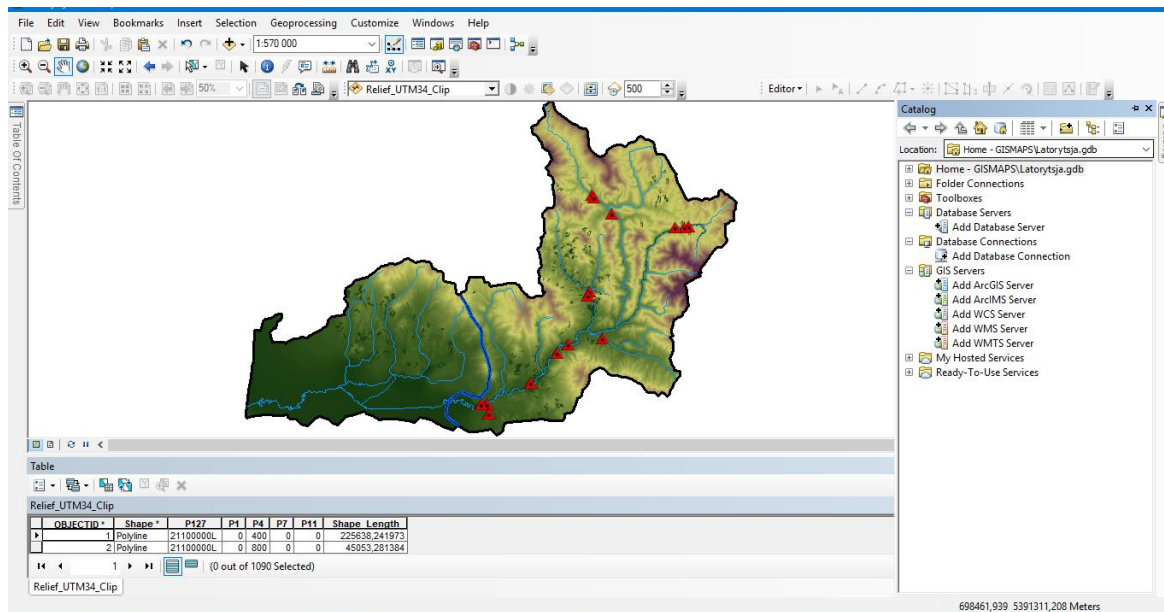 File Edit View Bookmarks Insert Selection Geoprocessing Customize Windows Help
1:570 000
50% Relief_UTM34_Clip 500 Editor
Table Of Contents
Catalog
Location: Home - GISMAPS\Latorytsja.gdb
Home - GISMAPS\Latorytsja.gdb
Folder Connections
Toolboxes
Database Servers
Add Database Server
Database Connections
Add Database Connection
GIS Servers
Add ArcGIS Server
Add ArcIMS Server
Add WCS Server
Add WMS Server
Add WMTS Server
My Hosted Services
Ready-To-Use Services
Table
Relief_UTM34_Clip
OBJECTID * Shape * P127 P1 P4 P7 P11 Shape_Length
1 Polyline 21100000L 0 400 0 0 225638,241973
2 Polyline 21100000L 0 800 0 0 45053,281384
1 (0 out of 1090 Selected)
Relief_UTM34_Clip
698461,939 5391311,208 Meters